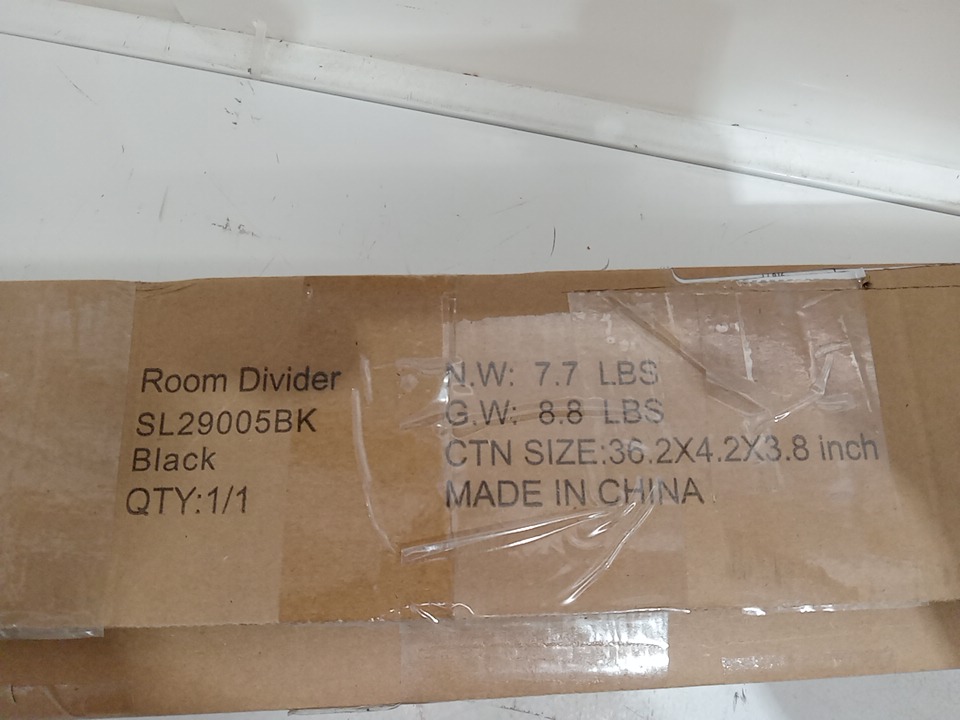 Room Divider
SL29005BK
Black
QTY:1/1
N.W: 7.7 LBS
G.W: 8.8 LBS
CTN SIZE:36.2X4.2X3.8 inch
MADE IN CHINA